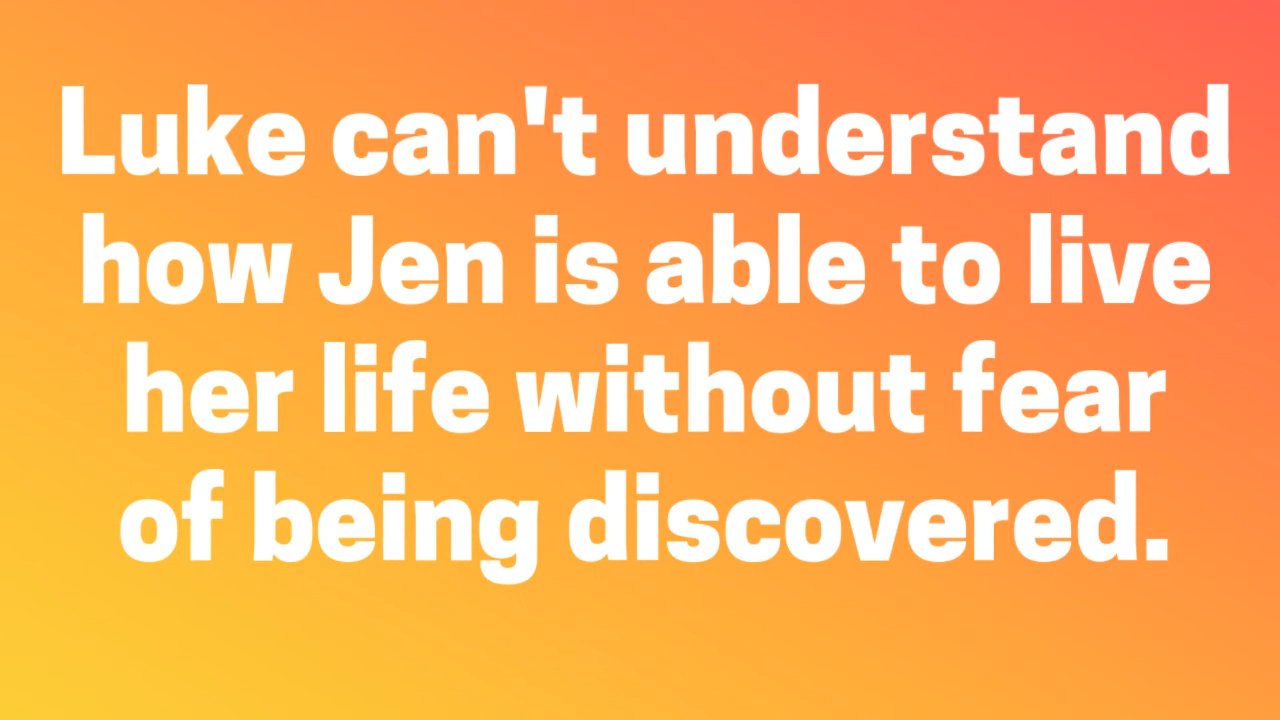 Luke can't understand
how Jen is able to live
her life without fear
of being discovered.